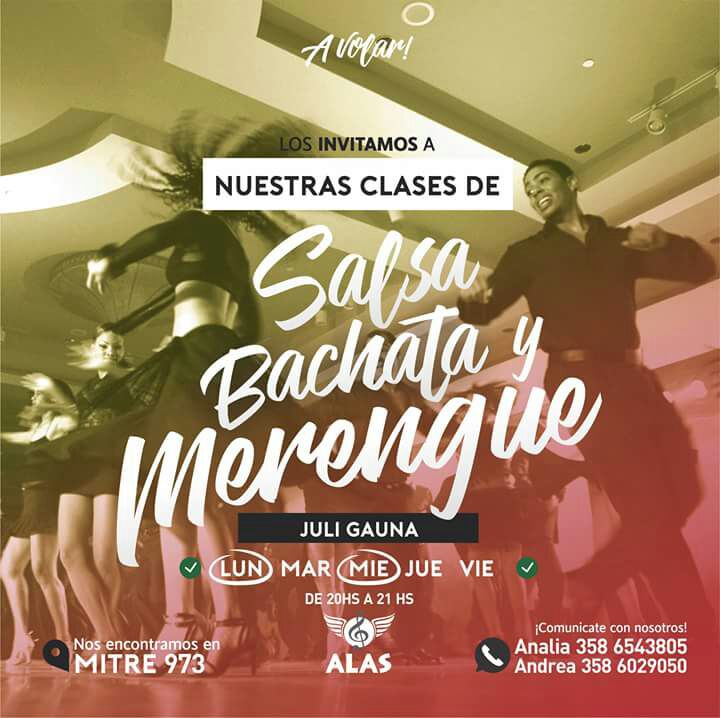 A volar!
LOS INVITAMOS A
NUESTRAS CLASES DE
Salsa
Bachata y
Merengue
JULI GAUNA
LUN MAR MIE JUE VIE
DE 20HS A 21 HS
Nos encontramos en
MITRE 973
ALAS
¡Comunicate con nosotros!
Analia 358 6543805
Andrea 358 6029050